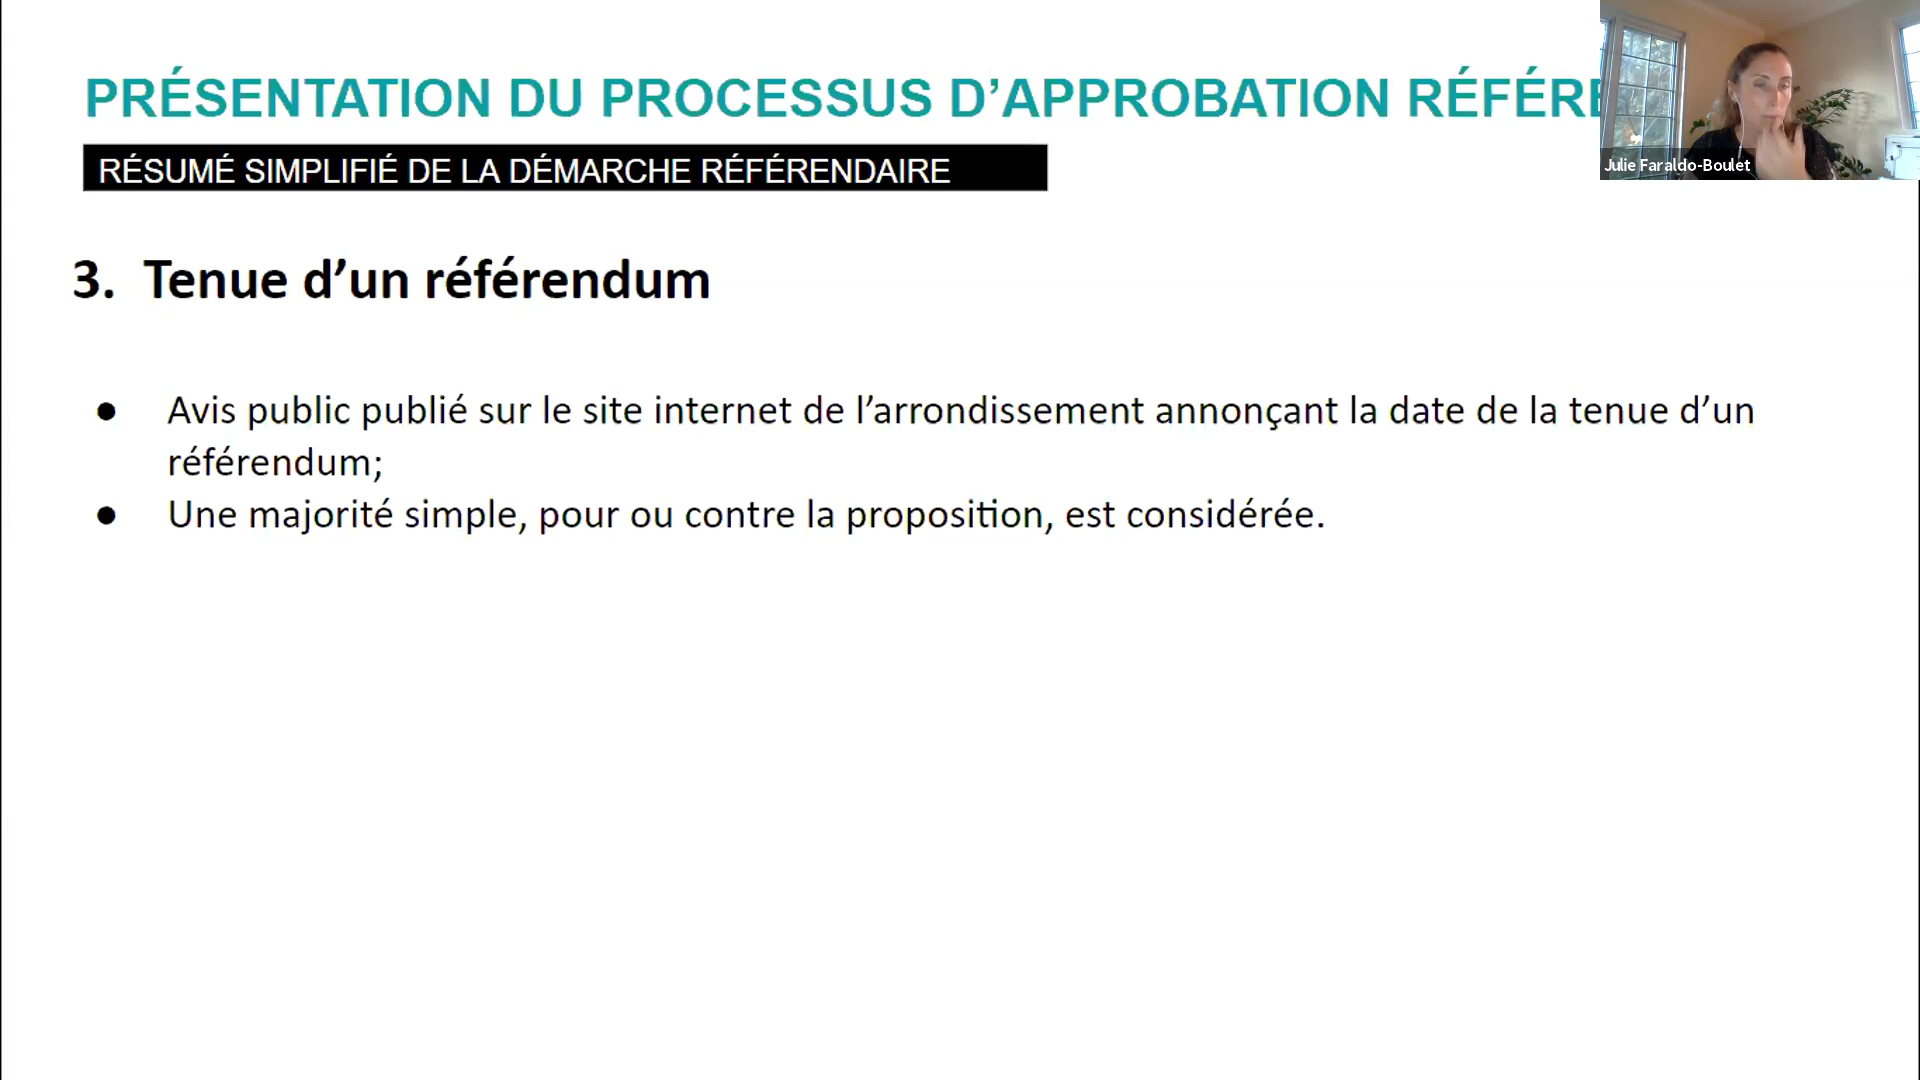 PRÉSENTATION DU PROCESSUS D’APPROBATION
RÉSUMÉ SIMPLIFIÉ DE LA DÉMARCHE RÉFÉRENDAIRE
Julie Faraldo-Boulet
3. Tenue d’un référendum
● Avis public publié sur le site internet de l’arrondissement annonçant la date de la tenue d’un
référendum;
● Une majorité simple, pour ou contre la proposition, est considérée.